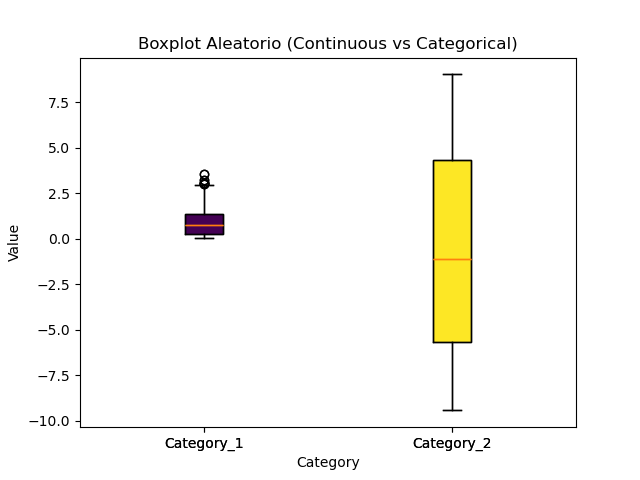 Boxplot Aleatorio (Continuous vs Categorical)
7.5
5.0
2.5
0.0
−2.5
−5.0
−7.5
−10.0
Value
Category_1
Category_2
Category